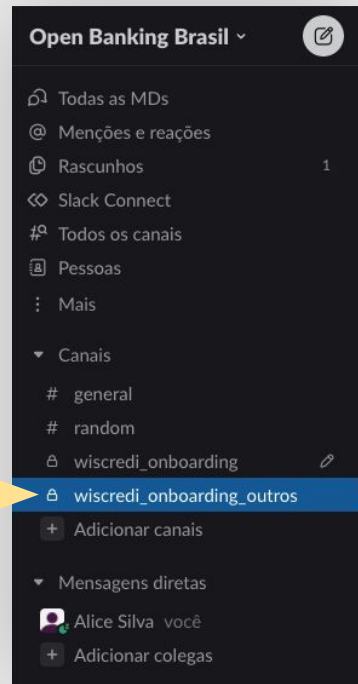 Open Banking Brasil
Todas as MDs
Menções e reações
Rascunhos 1
Slack Connect
Todos os canais
Pessoas
Mais
Canais
# general
# random
wiscredi_onboarding
wiscredi_onboarding_outros
+ Adicionar canais
Mensagens diretas
Alice Silva você
+ Adicionar colegas